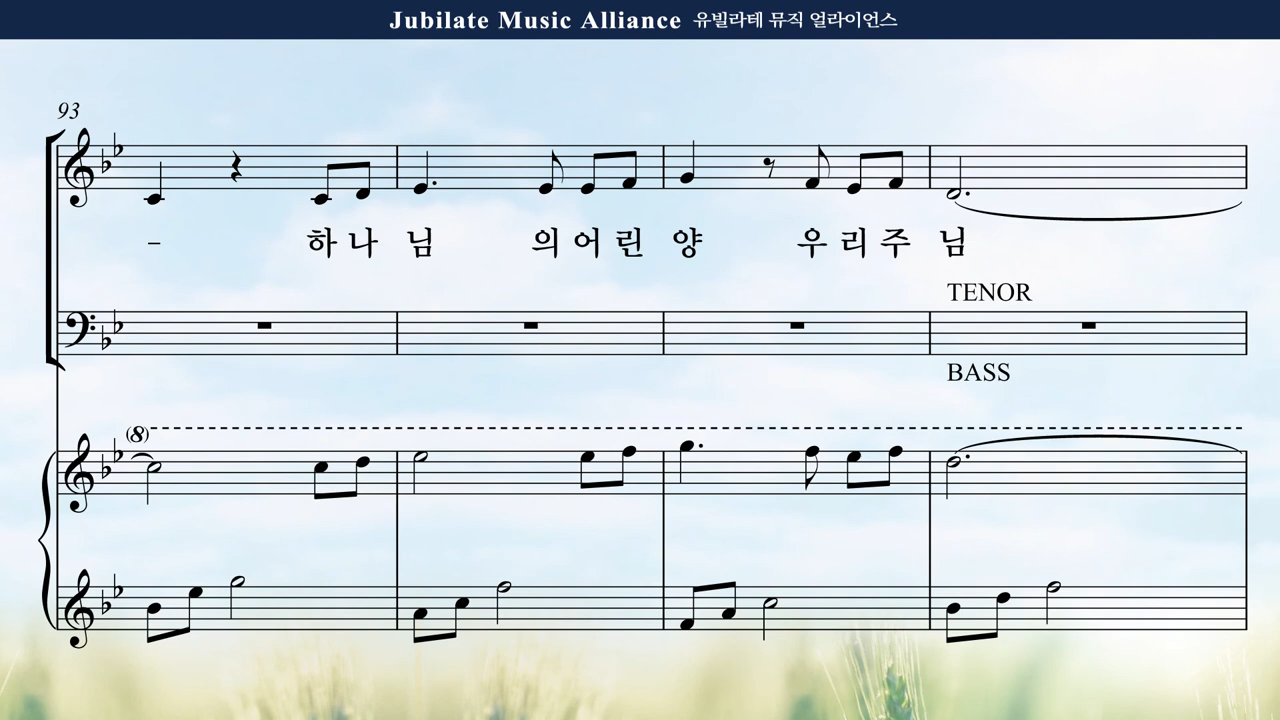 Jubilate Music Alliance 유빌라테 뮤직 얼라이언스
93
- 하 나 님 의 어 린 양 우 리 주 님
TENOR
BASS
(8)